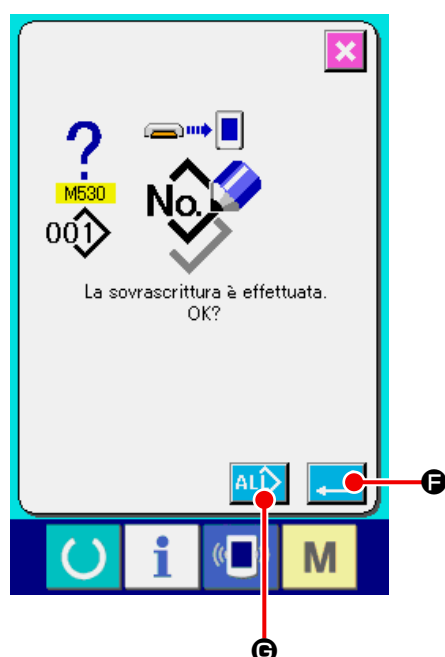 ?
M530
No.
001
La sovrascrittura è effettuata.
OK?
ALL
F
i
M
G